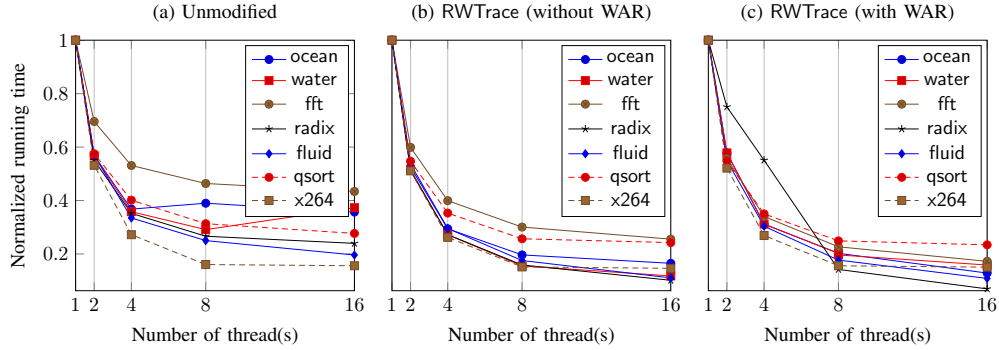 (a) Unmodified
(b) RWTrace (without WAR)
(c) RWTrace (with WAR)
Normalized running time
1
0.8
0.6
0.4
0.2
1 2 4 8 16
Number of thread(s)
ocean
water
fft
radix
fluid
qsort
x264
1 2 4 8 16
Number of thread(s)
ocean
water
fft
radix
fluid
qsort
x264
1 2 4 8 16
Number of thread(s)
ocean
water
fft
radix
fluid
qsort
x264